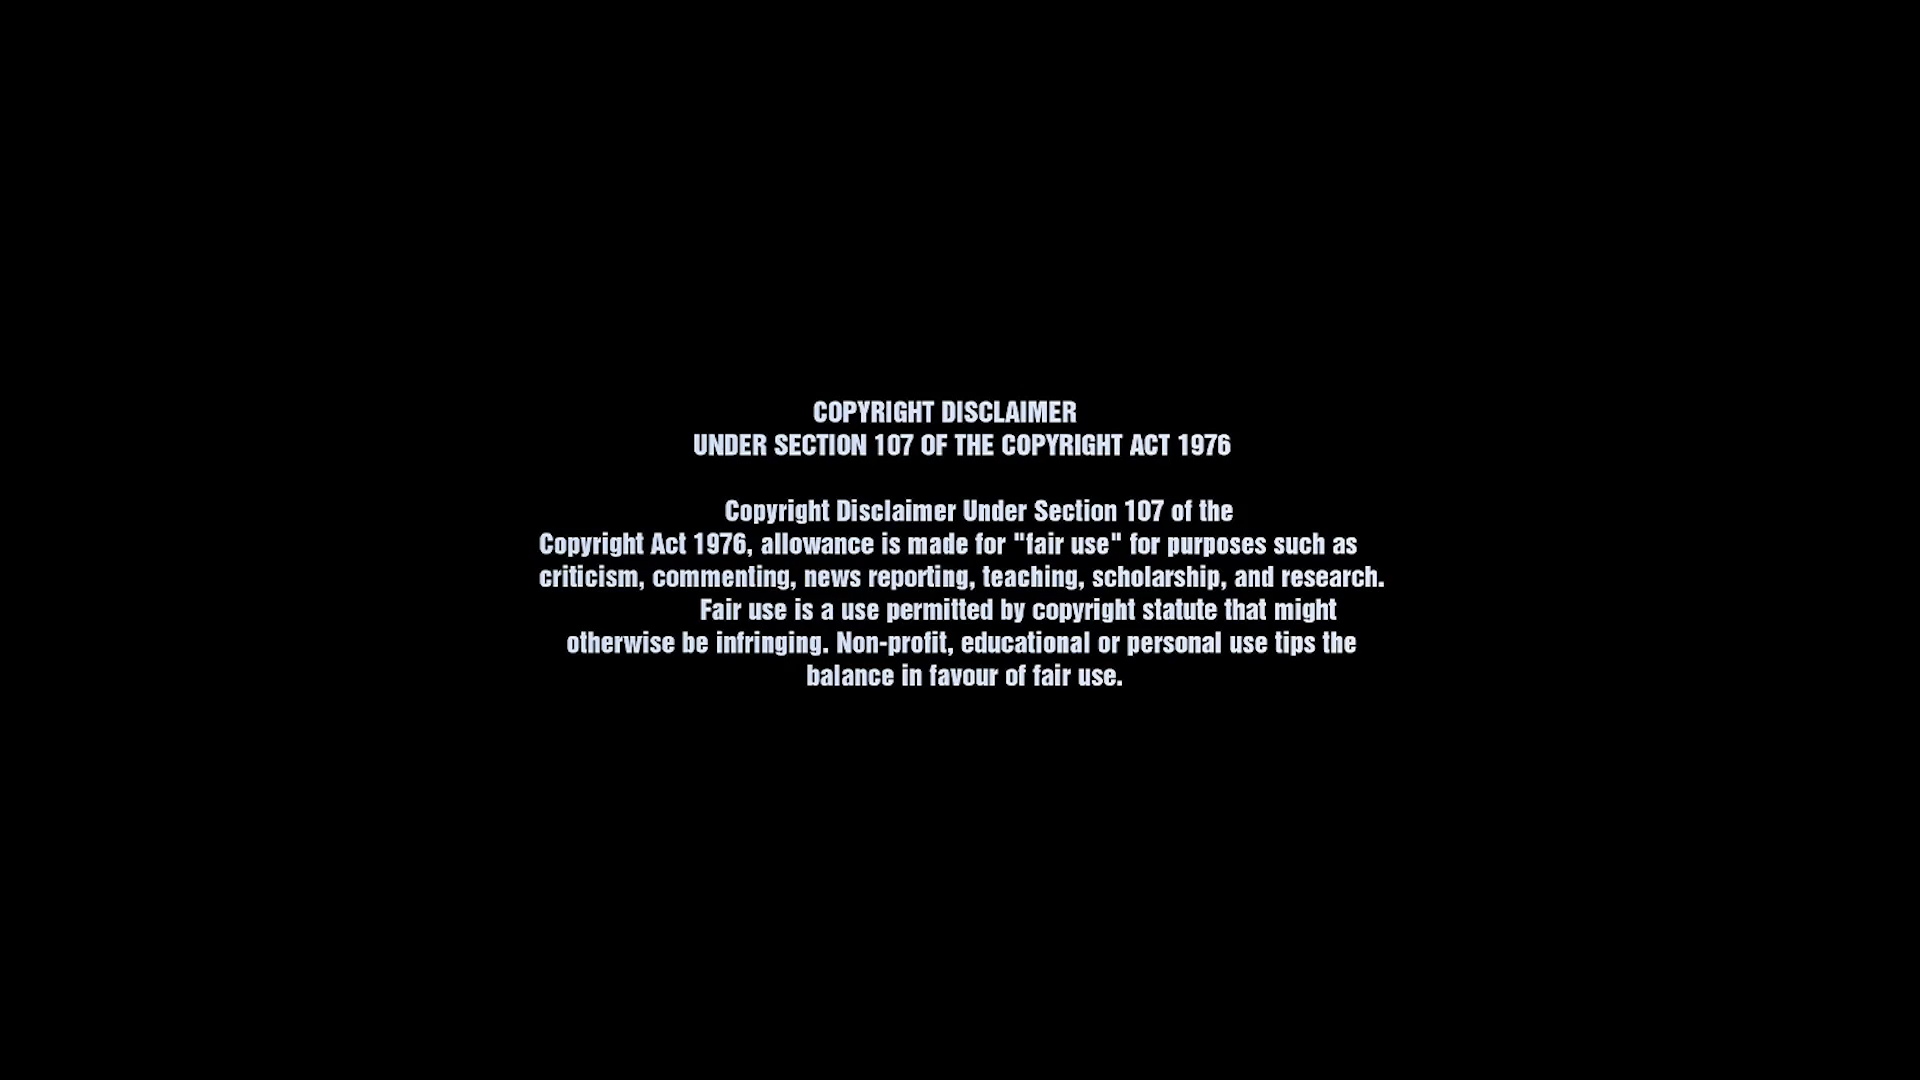 COPYRIGHT DISCLAIMER
UNDER SECTION 107 OF THE COPYRIGHT ACT 1976
Copyright Disclaimer Under Section 107 of the
Copyright Act 1976, allowance is made for "fair use" for purposes such as
criticism, commenting, news reporting, teaching, scholarship, and research.
Fair use is a use permitted by copyright statute that might
otherwise be infringing. Non-profit, educational or personal use tips the
balance in favour of fair use.